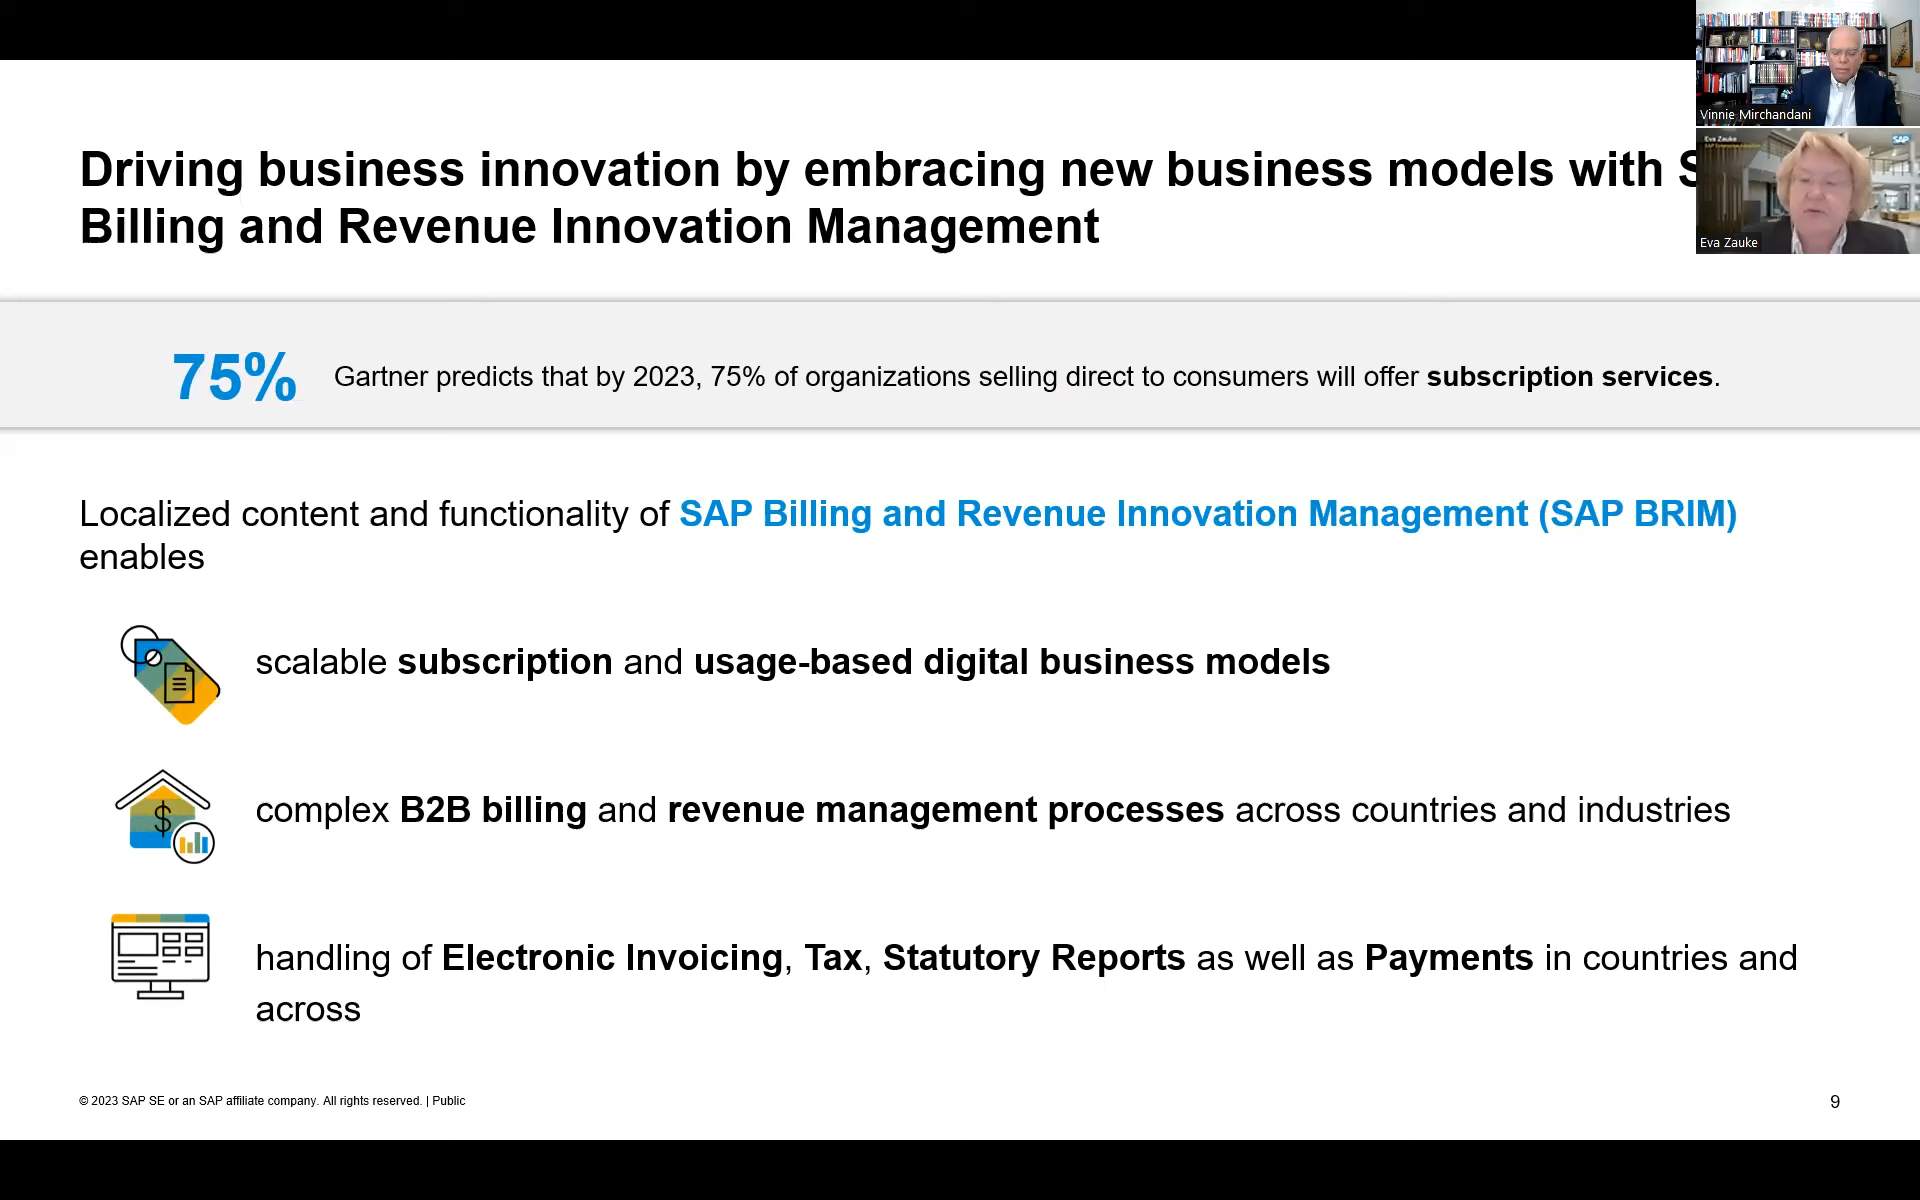 Vinnie Mirchandani
Eva Zauke
SAP
Eva Zauke
Driving business innovation by embracing new business models with S
Billing and Revenue Innovation Management
75%
Gartner predicts that by 2023, 75% of organizations selling direct to consumers will offer subscription services.
Localized content and functionality of SAP Billing and Revenue Innovation Management (SAP BRIM)
enables
scalable subscription and usage-based digital business models
$
complex B2B billing and revenue management processes across countries and industries
handling of Electronic Invoicing, Tax, Statutory Reports as well as Payments in countries and
across
© 2023 SAP SE or an SAP affiliate company. All rights reserved. | Public
9